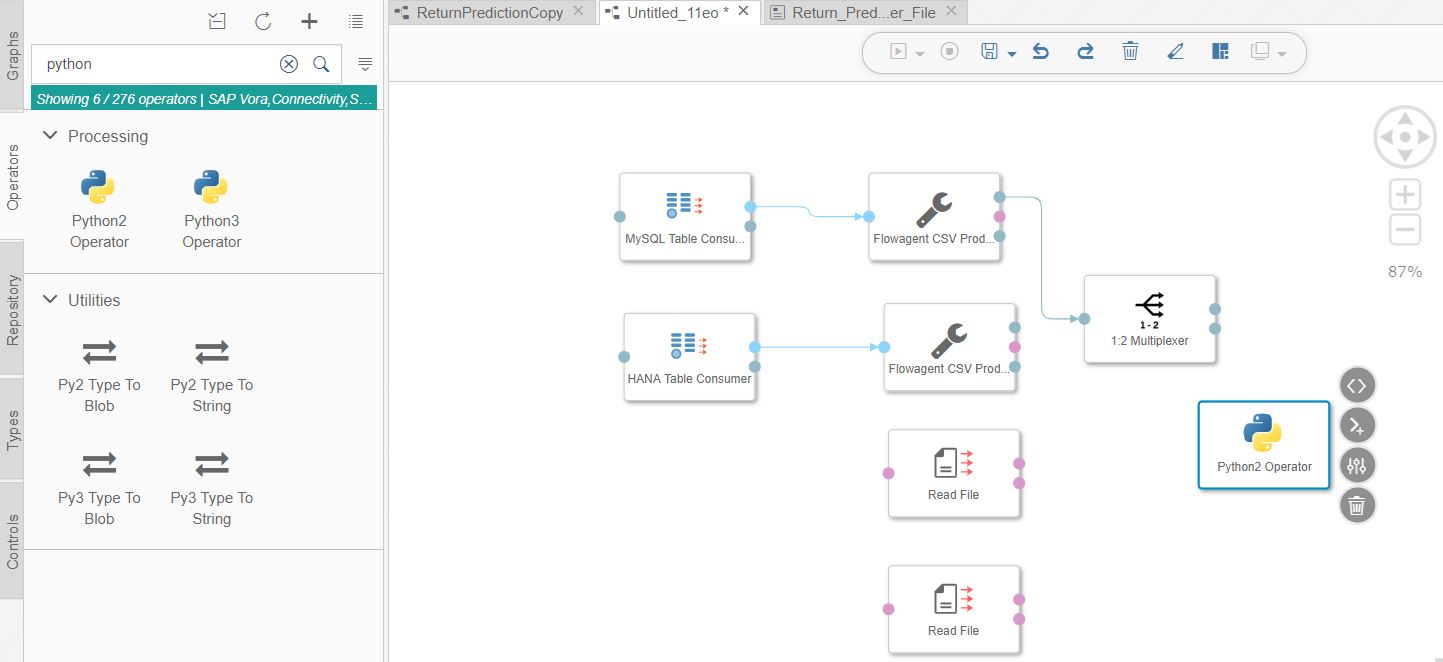 ReturnPredictionCopy
Untitled_11eo *
Return_Pred...er_File
Graphs
Operators
Repository
Types
Controls
python
Showing 6 / 276 operators | SAP Vora,Connectivity,S...
Processing
Python2
Operator
Python3
Operator
Utilities
Py2 Type To
Blob
Py2 Type To
String
Py3 Type To
Blob
Py3 Type To
String
MySQL Table Consu...
Flowagent CSV Prod...
HANA Table Consumer
Flowagent CSV Prod...
1 - 2
1:2 Multiplexer
Read File
Python2 Operator
Read File
87%